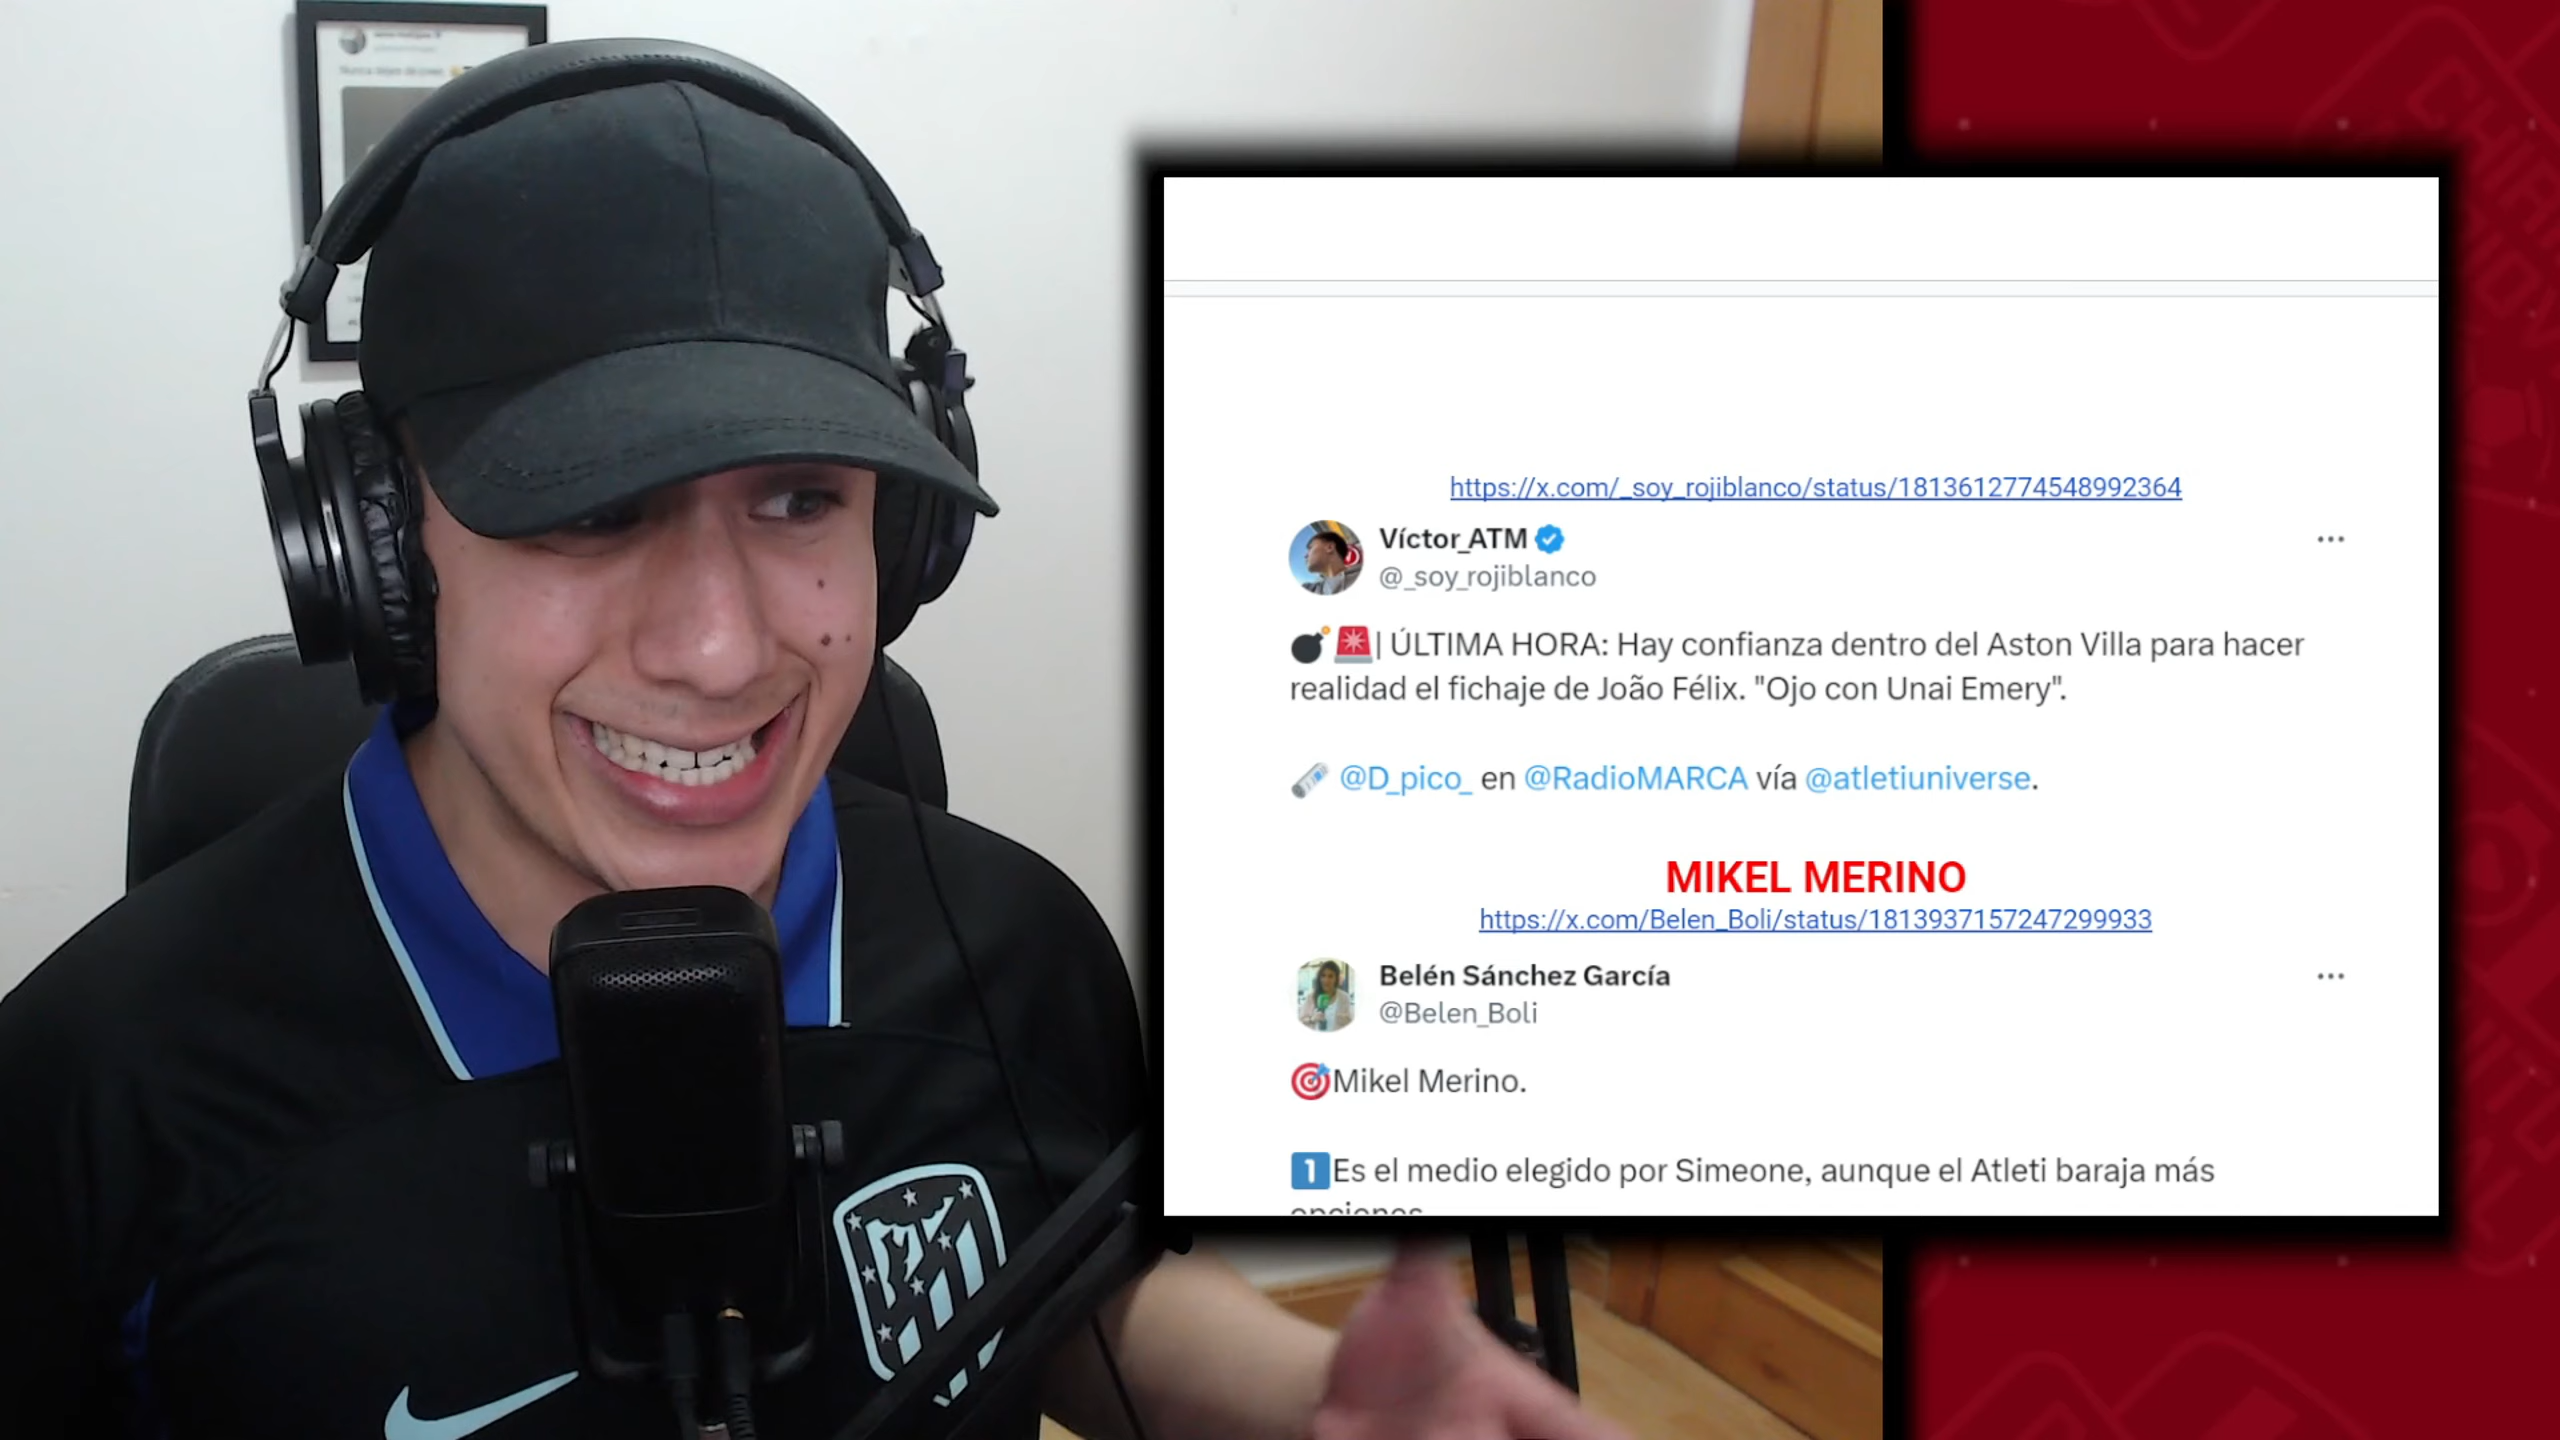 https://x.com/_soy_rojiblanco/status/1813612774548992364
Víctor_ATM
@_soy_rojiblanco
💣🚨| ÚLTIMA HORA: Hay confianza dentro del Aston Villa para hacer
realidad el fichaje de João Félix. "Ojo con Unai Emery".
🗞️ @D_pico_ en @RadioMARCA vía @atletiuniverse.
MIKEL MERINO
https://x.com/Belen_Boli/status/1813937157247299933
Belén Sánchez García
@Belen_Boli
🎯Mikel Merino.
1️⃣Es el medio elegido por Simeone, aunque el Atleti baraja más
opciones